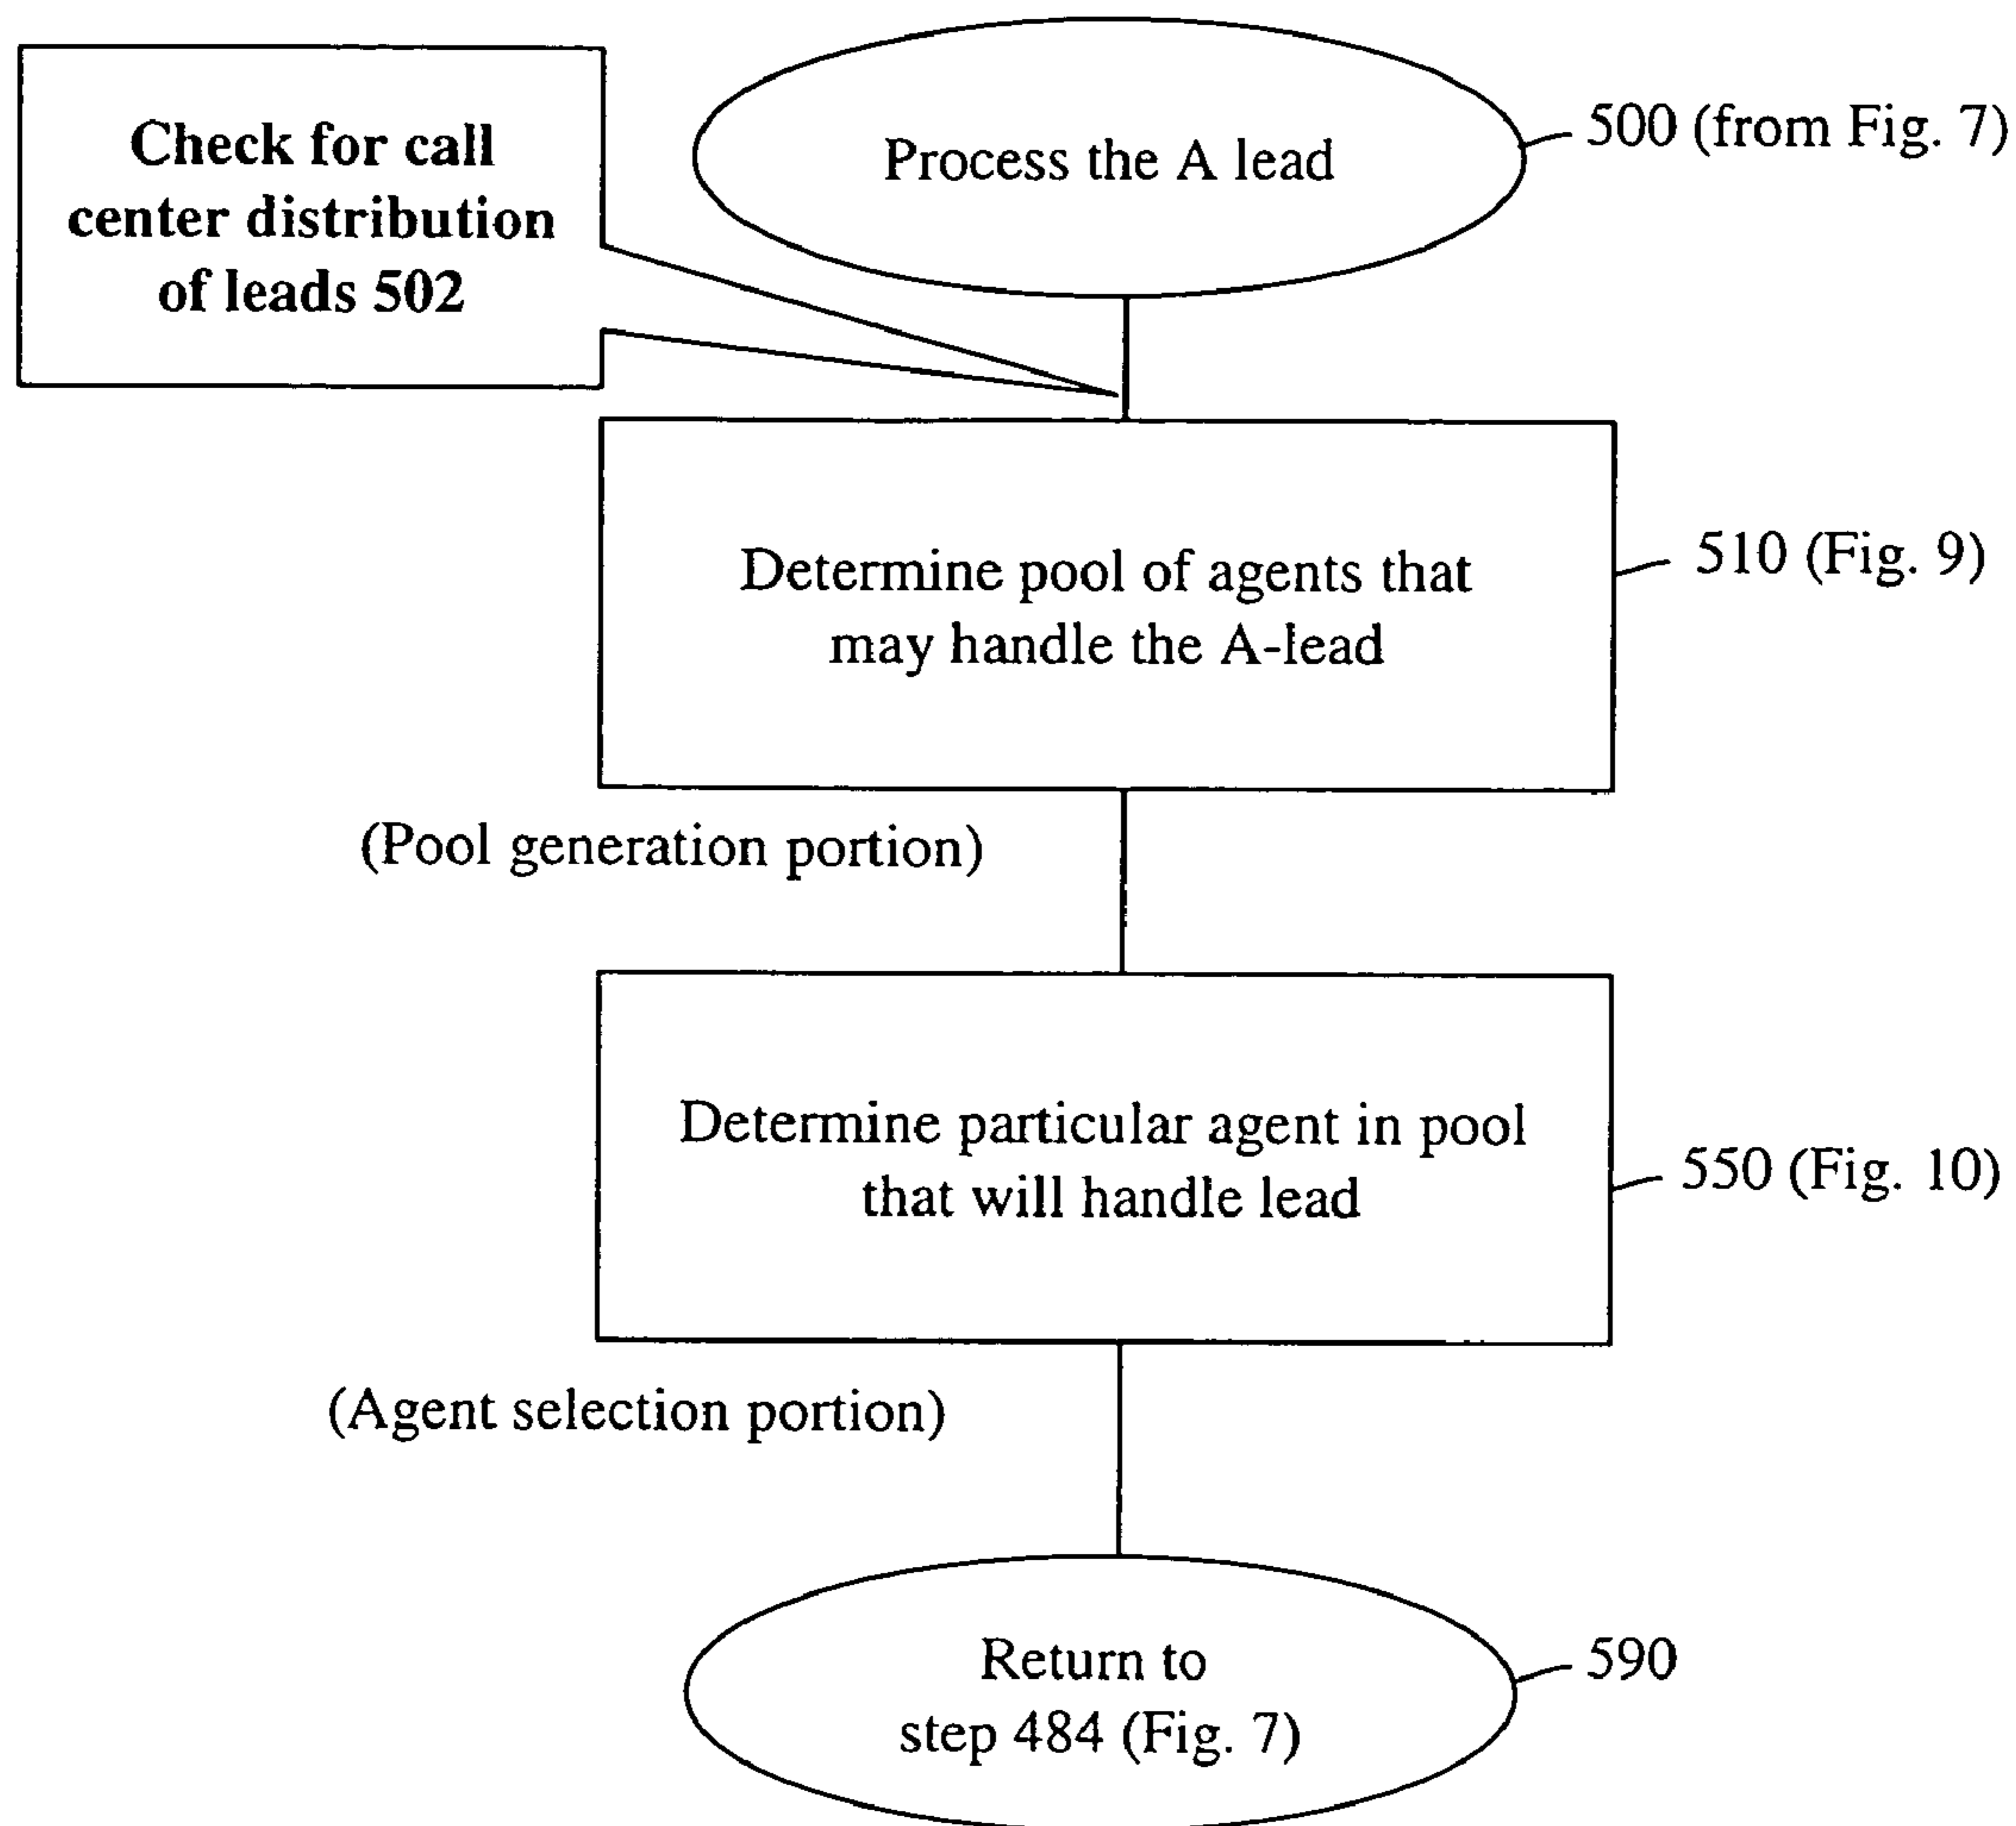 Check for call
center distribution
of leads 502
Process the A lead
500 (from Fig. 7)
Determine pool of agents that
may handle the A-lead
510 (Fig. 9)
(Pool generation portion)
Determine particular agent in pool
that will handle lead
550 (Fig. 10)
(Agent selection portion)
Return to
step 484 (Fig. 7)
590